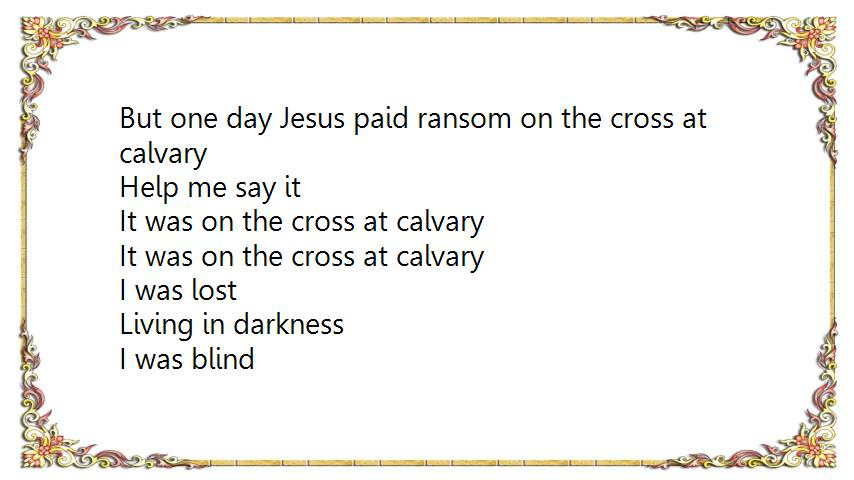 But one day Jesus paid ransom on the cross at
calvary
Help me say it
It was on the cross at calvary
It was on the cross at calvary
I was lost
Living in darkness
I was blind